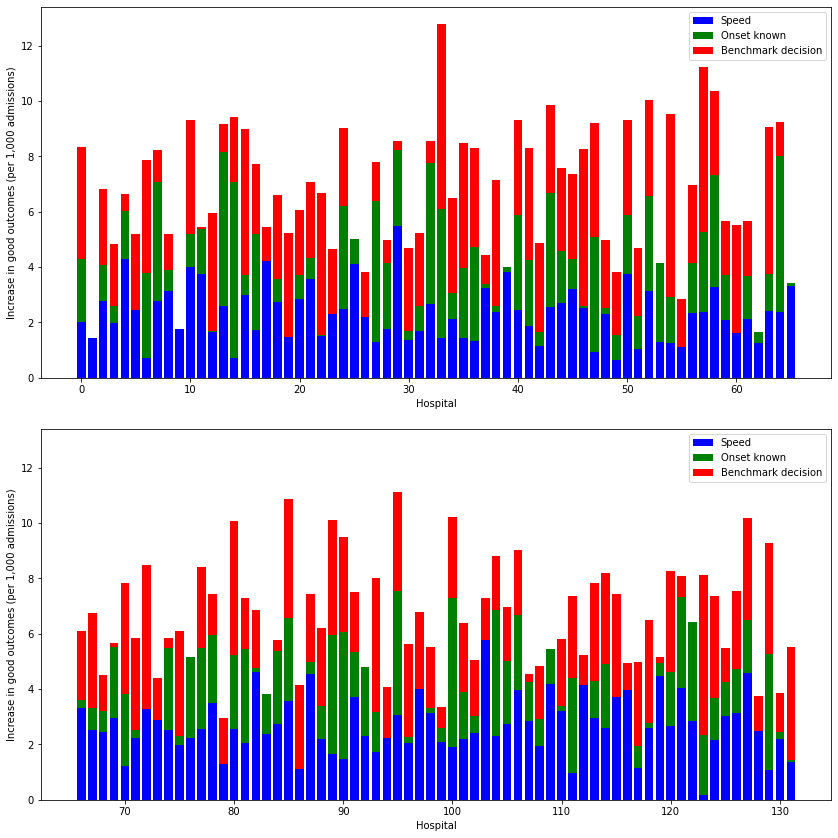 Increase in good outcomes (per 1,000 admissions)
12
10
8
6
4
2
0
Speed
Onset known
Benchmark decision
0 10 20 30 40 50 60
Hospital
Increase in good outcomes (per 1,000 admissions)
12
10
8
6
4
2
0
Speed
Onset known
Benchmark decision
70 80 90 100 110 120 130
Hospital